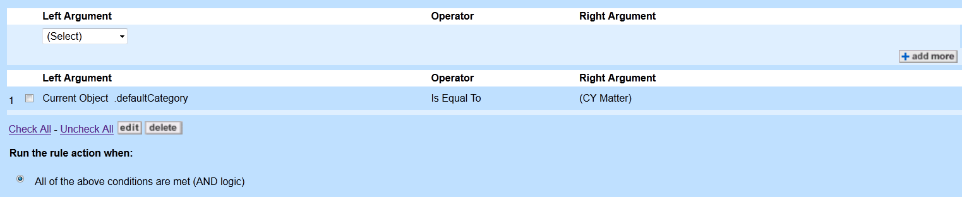 Left Argument Operator Right Argument
(Select)
+ add more
Left Argument Operator Right Argument
1 Current Object .defaultCategory Is Equal To (CY Matter)
Check All - Uncheck All edit delete
Run the rule action when:
All of the above conditions are met (AND logic)